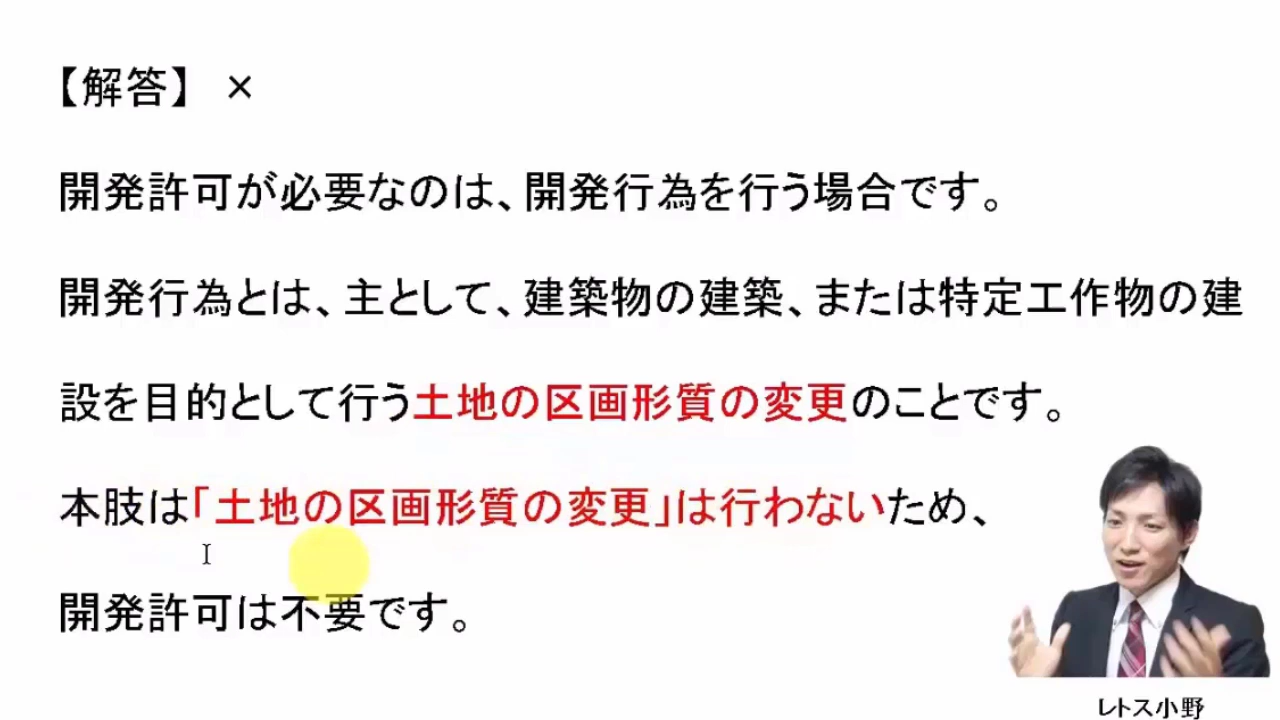 【解答】 ×
開発許可が必要なのは、開発行為を行う場合です。
開発行為とは、主として、建築物の建築、または特定工作物の建
設を目的として行う土地の区画形質の変更のことです。
本肢は「土地の区画形質の変更」は行わないため、
開発許可は不要です。
レトス小野